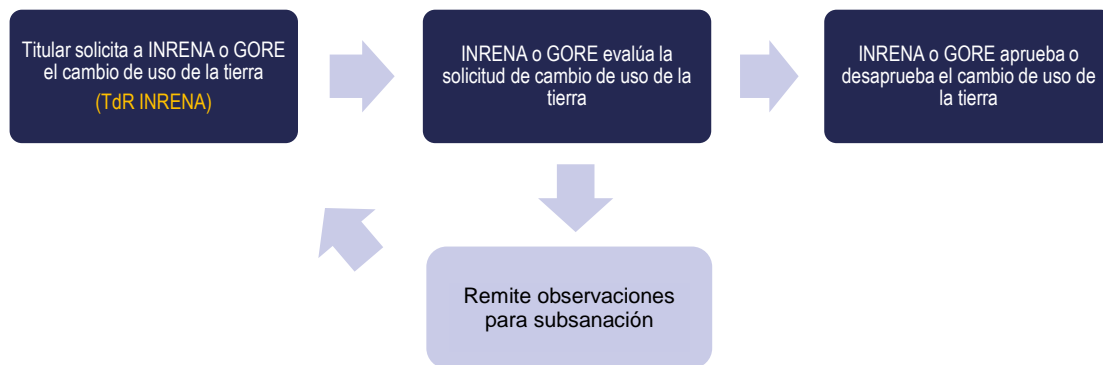 Titular solicita a INRENA o GORE
el cambio de uso de la tierra
(TdR INRENA)
INRENA o GORE evalúa la
solicitud de cambio de uso de la
tierra
INRENA o GORE aprueba o
desaprueba el cambio de uso de
la tierra
Remite observaciones
para subsanación